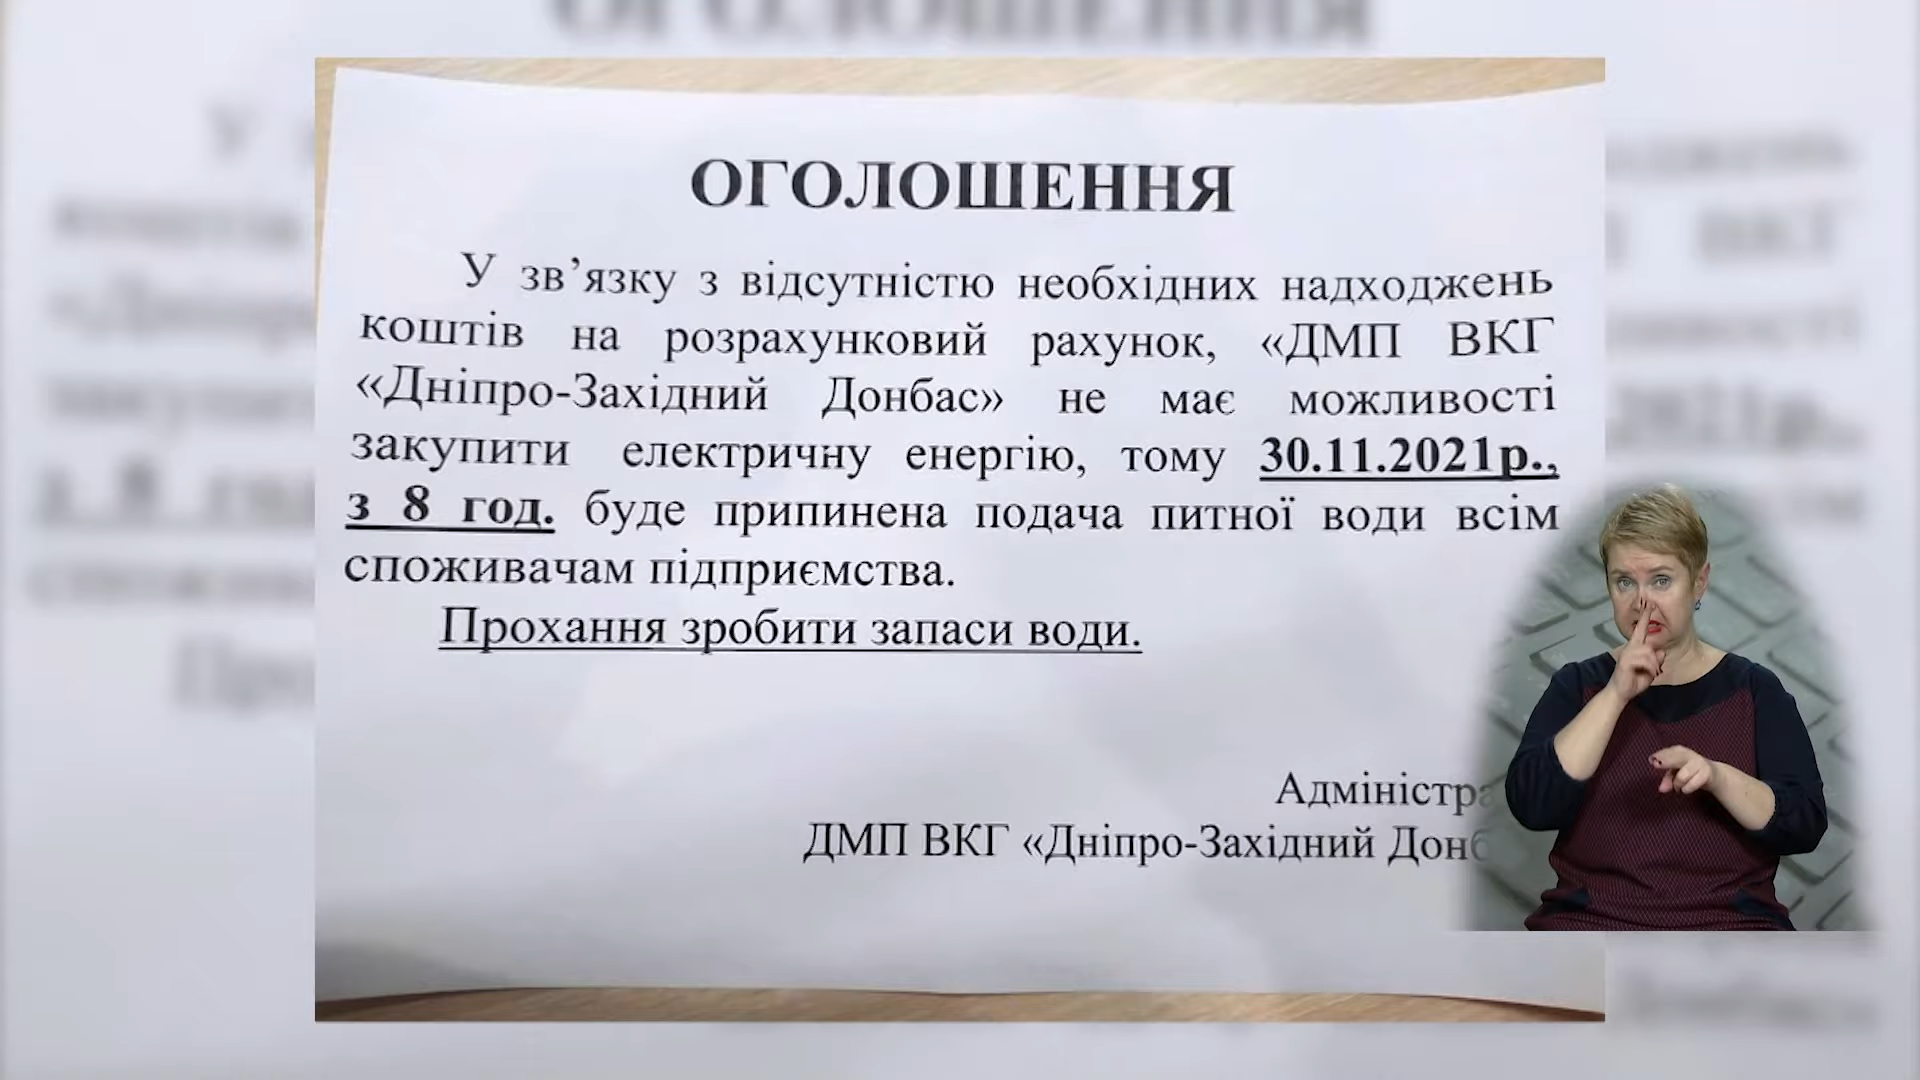 ОГОЛОШЕННЯ
У зв’язку з відсутністю необхідних надходжень
коштів на розрахунковий рахунок, «ДМП ВКГ
«Дніпро-Західний Донбас» не має можливості
закупити електричну енергію, тому 30.11.2021р.,
з 8 год. буде припинена подача питної води всім
споживачам підприємства.
Прохання зробити запаси води.
ДМП ВКГ «Дніпро-Західний